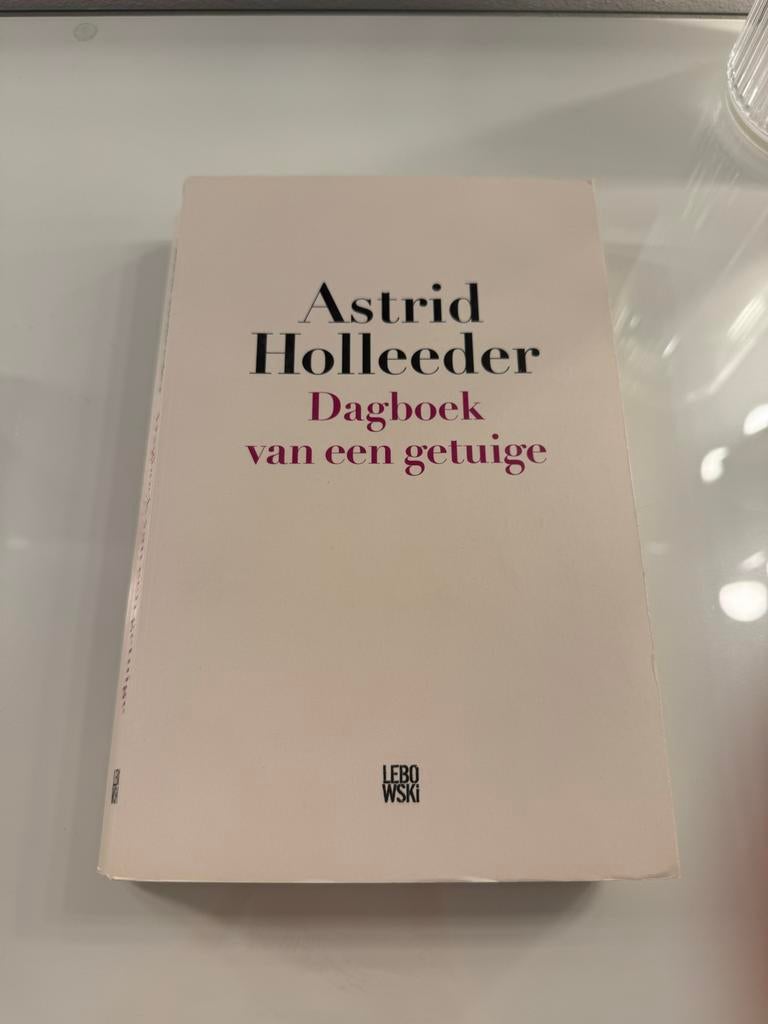 Astrid
Holleeder
Dagboek
van een getuige
LEBO
WSKi